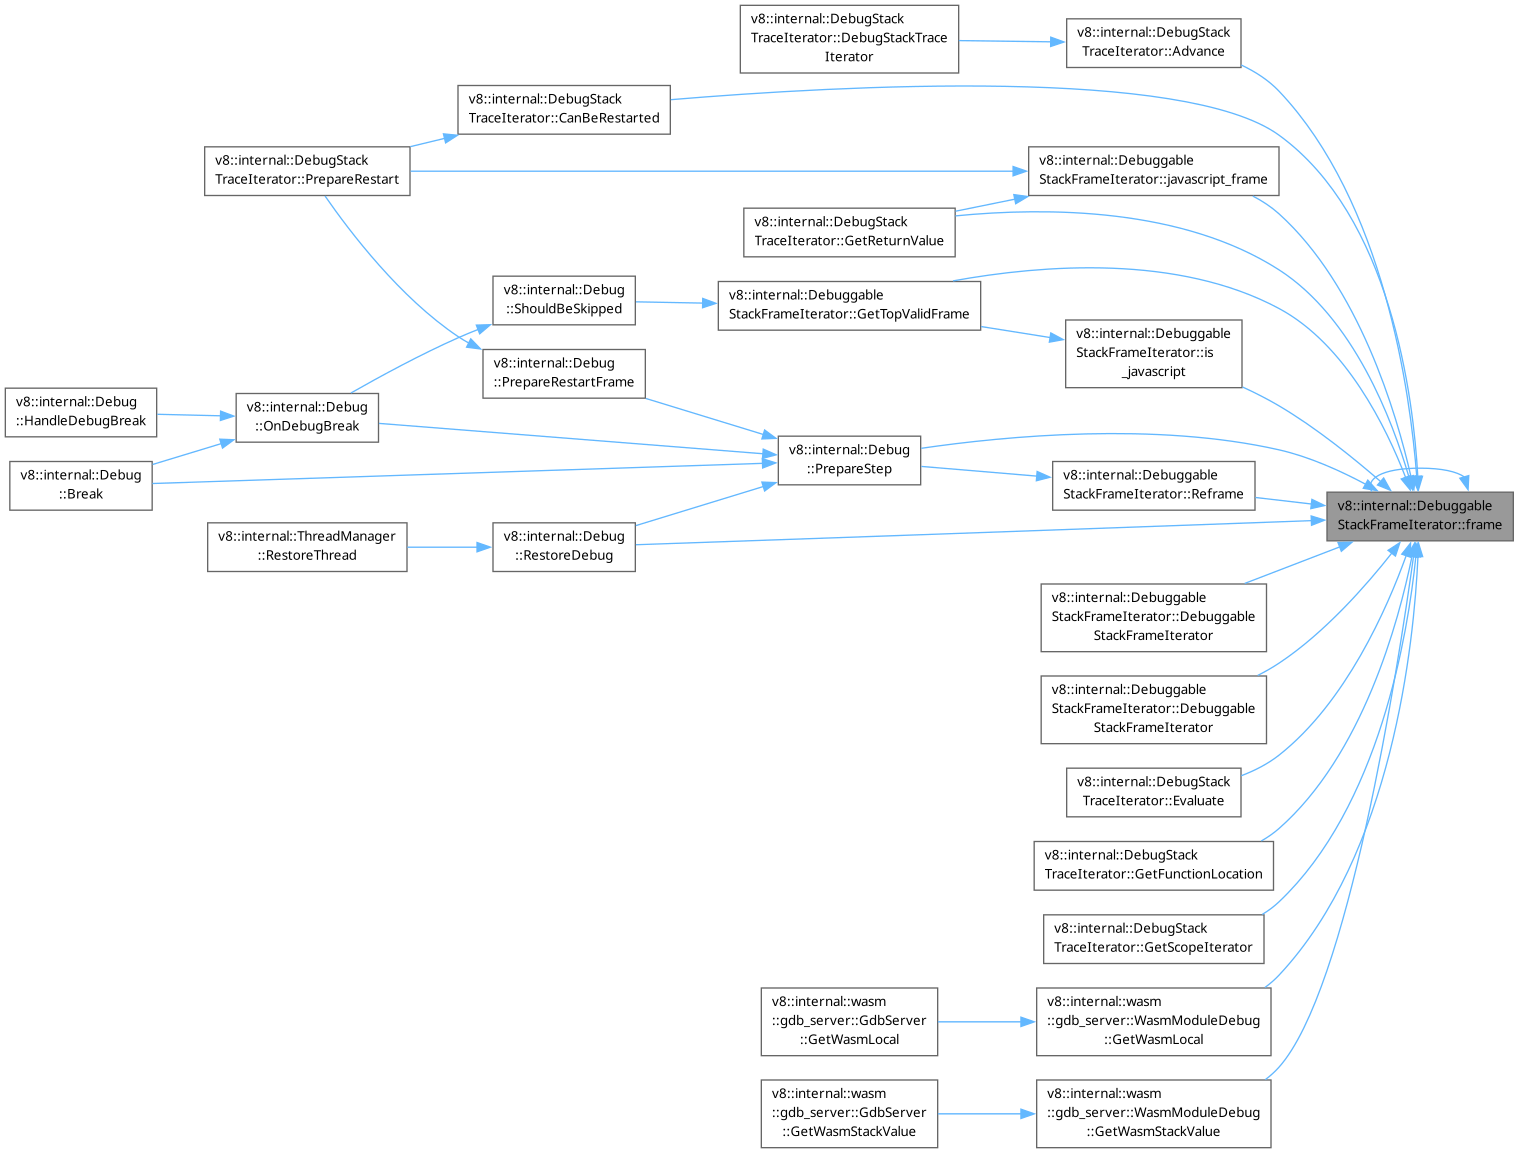 v8::internal::DebugStack
TraceIterator::DebugStackTrace
Iterator
v8::internal::DebugStack
TraceIterator::Advance
v8::internal::DebugStack
TraceIterator::CanBeRestarted
v8::internal::DebugStack
TraceIterator::PrepareRestart
v8::internal::Debuggable
StackFrameIterator::javascript_frame
v8::internal::DebugStack
TraceIterator::GetReturnValue
v8::internal::Debug
::ShouldBeSkipped
v8::internal::Debuggable
StackFrameIterator::GetTopValidFrame
v8::internal::Debuggable
StackFrameIterator::is
_javascript
v8::internal::Debug
::PrepareRestartFrame
v8::internal::Debug
::HandleDebugBreak
v8::internal::Debug
::OnDebugBreak
v8::internal::Debug
::PrepareStep
v8::internal::Debug
::Break
v8::internal::Debuggable
StackFrameIterator::Reframe
v8::internal::Debuggable
StackFrameIterator::frame
v8::internal::ThreadManager
::RestoreThread
v8::internal::Debug
::RestoreDebug
v8::internal::Debuggable
StackFrameIterator::Debuggable
StackFrameIterator
v8::internal::Debuggable
StackFrameIterator::Debuggable
StackFrameIterator
v8::internal::DebugStack
TraceIterator::Evaluate
v8::internal::DebugStack
TraceIterator::GetFunctionLocation
v8::internal::DebugStack
TraceIterator::GetScopeIterator
v8::internal::wasm
::gdb_server::GdbServer
::GetWasmLocal
v8::internal::wasm
::gdb_server::WasmModuleDebug
::GetWasmLocal
v8::internal::wasm
::gdb_server::GdbServer
::GetWasmStackValue
v8::internal::wasm
::gdb_server::WasmModuleDebug
::GetWasmStackValue